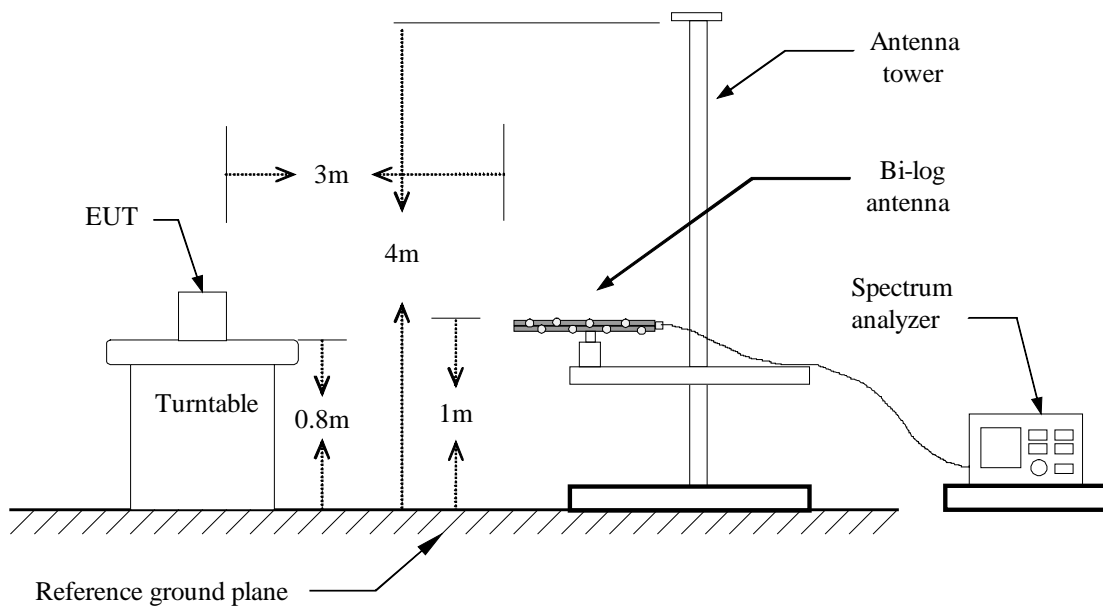 Antenna
tower
3m
Bi-log
antenna
EUT
4m
Spectrum
analyzer
Turntable
0.8m
1m
Reference ground plane